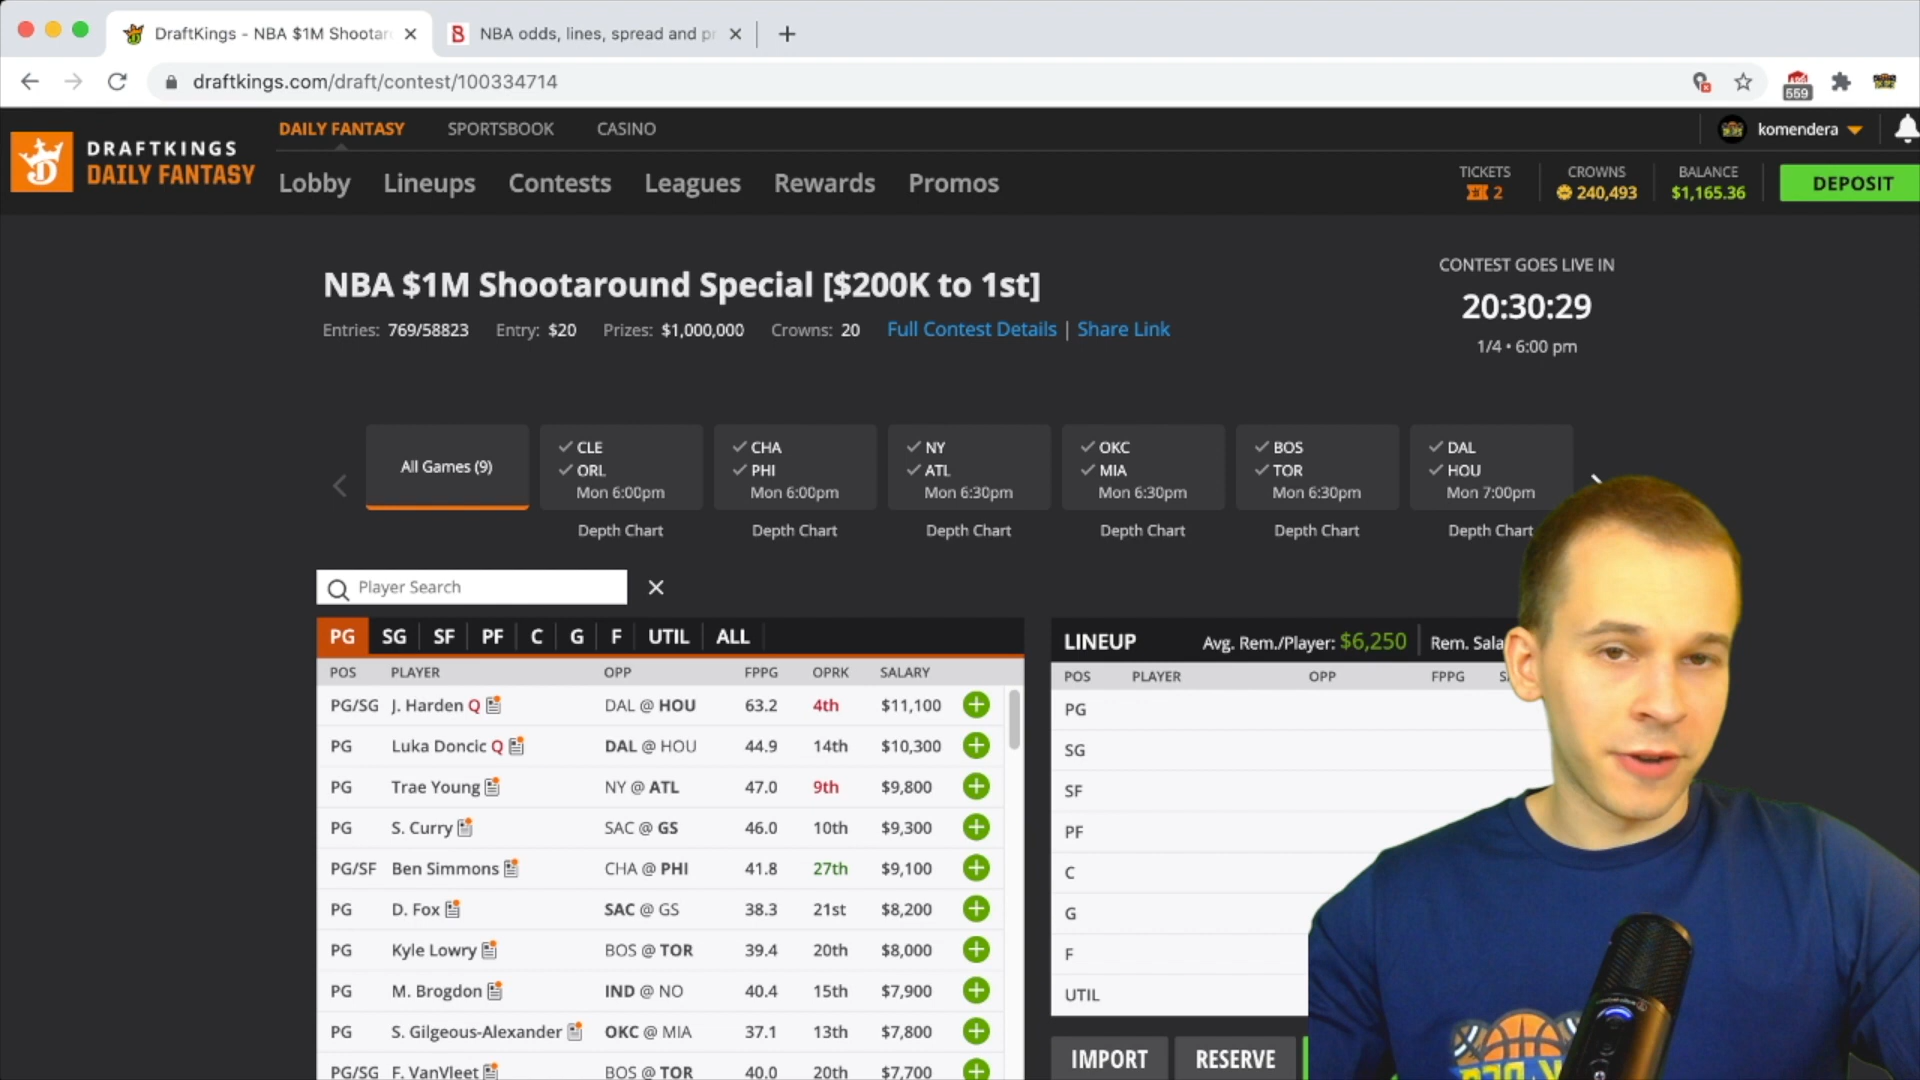 DraftKings - NBA $1M Shootar
NBA odds, lines, spread and pr
draftkings.com/draft/contest/100334714
559
DRAFTKINGS
DAILY FANTASY
DAILY FANTASY SPORTSBOOK CASINO
komendera
Lobby Lineups Contests Leagues Rewards Promos
TICKETS
2
CROWNS
240,493
BALANCE
$1,165.36
DEPOSIT
NBA $1M Shootaround Special [$200K to 1st]
Entries: 769/58823 Entry: $20 Prizes: $1,000,000 Crowns: 20 Full Contest Details | Share Link
CONTEST GOES LIVE IN
20:30:29
1/4 • 6:00 pm
All Games (9)
CLE
ORL
Mon 6:00pm
Depth Chart
CHA
PHI
Mon 6:00pm
Depth Chart
NY
ATL
Mon 6:30pm
Depth Chart
OKC
MIA
Mon 6:30pm
Depth Chart
BOS
TOR
Mon 6:30pm
Depth Chart
DAL
HOU
Mon 7:00pm
Depth Chart
Player Search
PG SG SF PF C G F UTIL ALL
POS PLAYER OPP FPPG OPRK SALARY
PG/SG J. Harden Q DAL @ HOU 63.2 4th $11,100
PG Luka Doncic Q DAL @ HOU 44.9 14th $10,300
PG Trae Young NY @ ATL 47.0 9th $9,800
PG S. Curry SAC @ GS 46.0 10th $9,300
PG/SF Ben Simmons CHA @ PHI 41.8 27th $9,100
PG D. Fox SAC @ GS 38.3 21st $8,200
PG Kyle Lowry BOS @ TOR 39.4 20th $8,000
PG M. Brogdon IND @ NO 40.4 15th $7,900
PG S. Gilgeous-Alexander OKC @ MIA 37.1 13th $7,800
PG/SG F. VanVleet BOS @ TOR 40.0 20th $7,700
LINEUP Avg. Rem./Player: $6,250 Rem. Sala
POS PLAYER OPP FPPG S
PG
SG
SF
PF
C
G
F
UTIL
IMPORT RESERVE